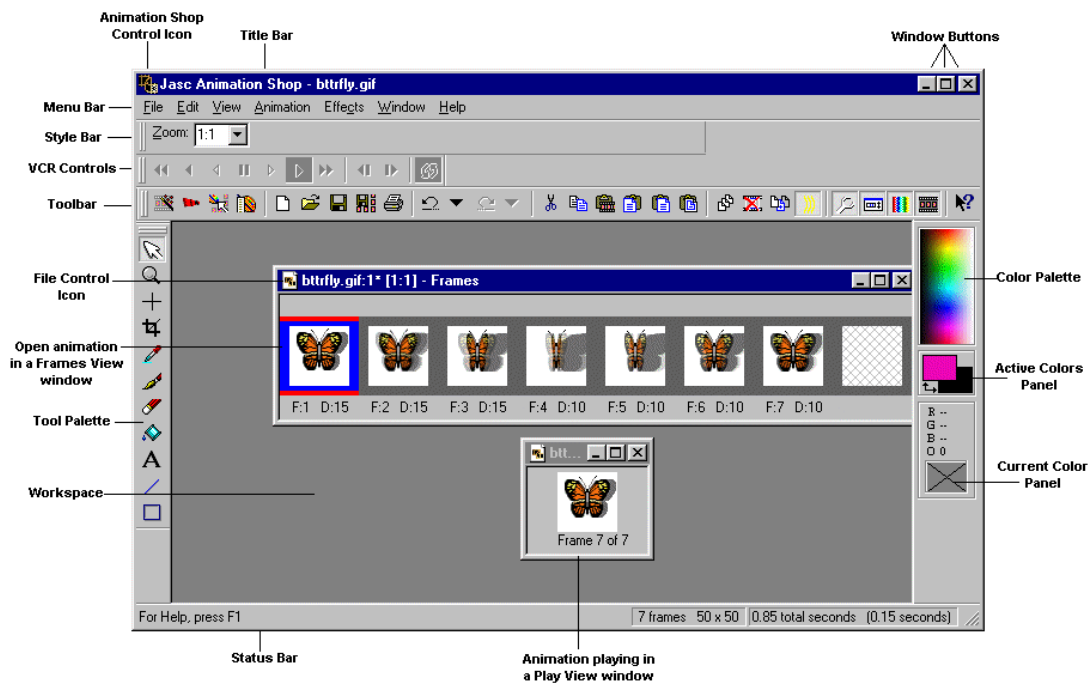 Animation Shop
Control Icon
Title Bar
Window Buttons
Jasc Animation Shop - bttrfly.gif
Menu Bar
File Edit View Animation Effects Window Help
Style Bar
Zoom: 1:1
VCR Controls
Toolbar
File Control
Icon
bttrfly.gif:1* [1:1] - Frames
Color Palette
Open animation
in a Frames View
window
F:1 D:15 F:2 D:15 F:3 D:15 F:4 D:10 F:5 D:10 F:6 D:10 F:7 D:10
Active Colors
Panel
Tool Palette
A
R --
G --
B --
O 0
Current Color
Panel
btt...
Workspace
Frame 7 of 7
For Help, press F1
7 frames 50 x 50
0.85 total seconds (0.15 seconds)
Status Bar
Animation playing in
a Play View window